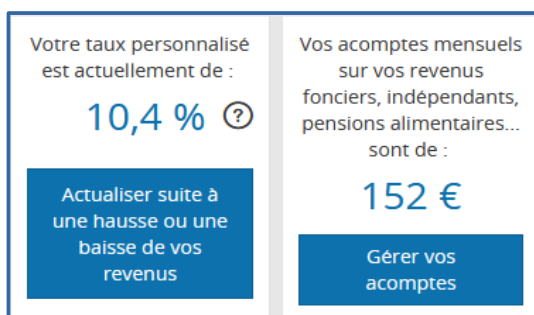 Votre taux personnalisé
est actuellement de :
10,4 % ?
Actualiser suite à
une hausse ou une
baisse de vos
revenus
Vos acomptes mensuels
sur vos revenus
fonciers, indépendants,
pensions alimentaires...
sont de :
152 €
Gérer vos
acomptes